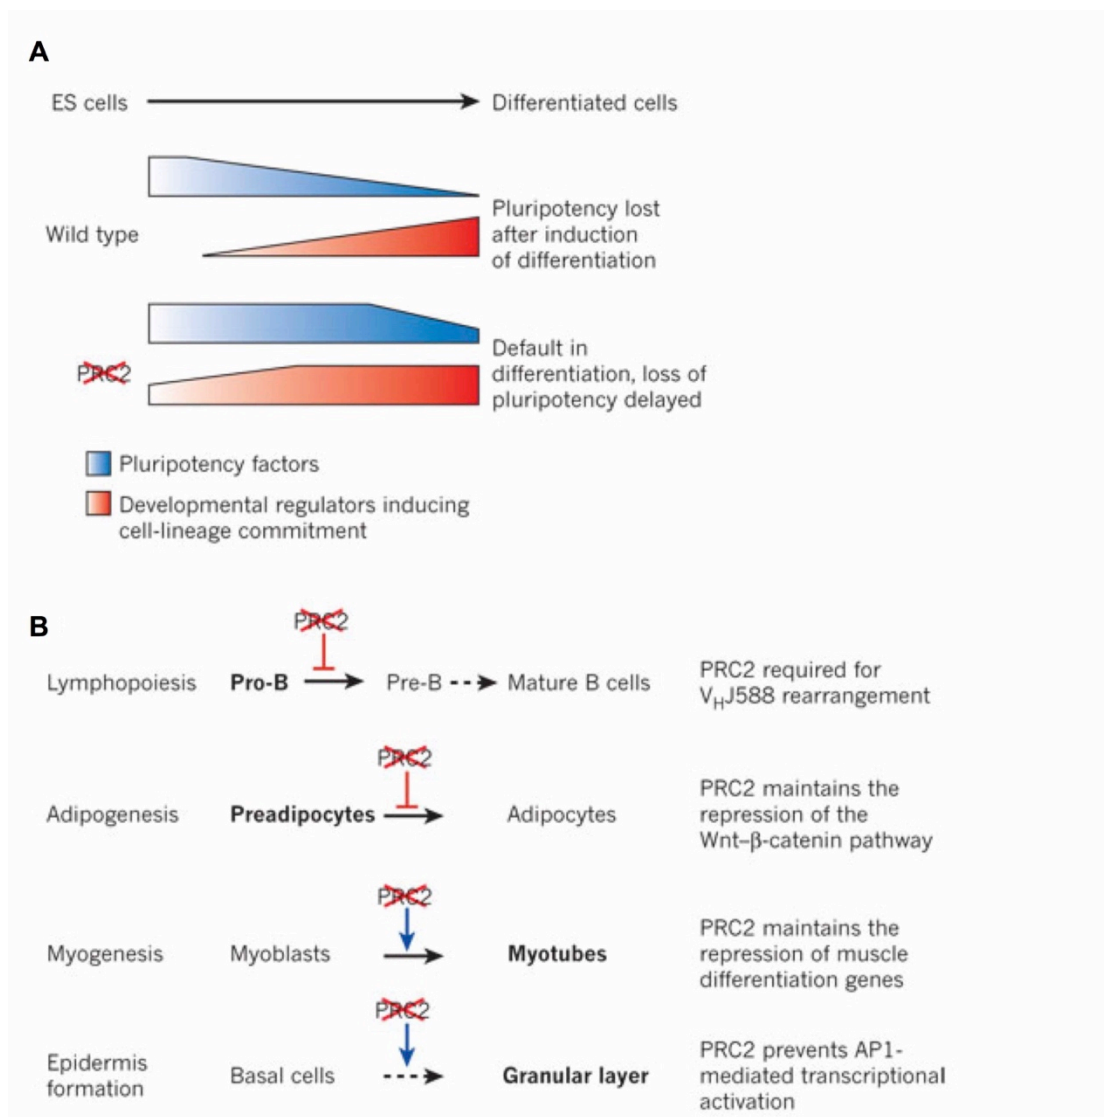 A
ES cells
Differentiated cells
Wild type
Pluripotency lost
after induction
of differentiation
PRC2
Default in
differentiation, loss of
pluripotency delayed
Pluripotency factors
Developmental regulators inducing
cell-lineage commitment
B
PRC2
Lymphopoiesis Pro-B Pre-B Mature B cells
PRC2 required for
VHJ588 rearrangement
PRC2
Adipogenesis Preadipocytes Adipocytes
PRC2 maintains the
repression of the
Wnt–β-catenin pathway
PRC2
Myogenesis Myoblasts Myotubes
PRC2 maintains the
repression of muscle
differentiation genes
PRC2
Epidermis
formation
Basal cells Granular layer
PRC2 prevents AP1-
mediated transcriptional
activation